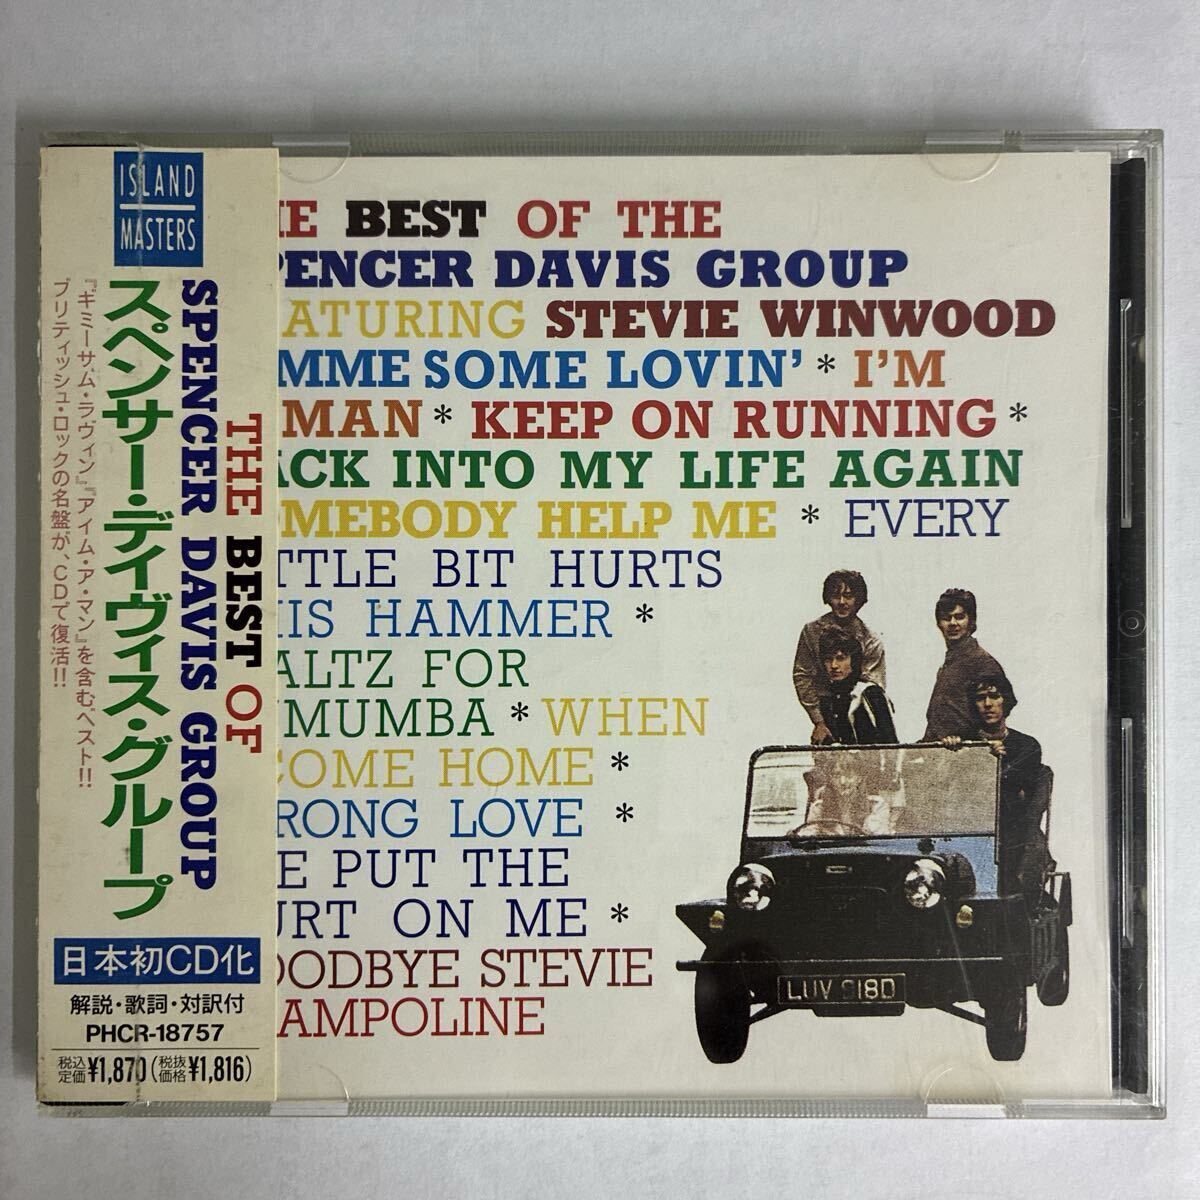 ISLAND
MASTERS
THE BEST OF
SPENCER DAVIS GROUP
スペンサー・デイヴィス・グループ
『ギミー・サム・ラヴィン』『アイム・ア・マン』を含むベスト!!
ブリティッシュ・ロックの名盤が、CDで復活!!
日本初CD化
解説・歌詞・対訳付
PHCR-18757
税込定価¥1,870(税抜価格¥1,816)
HE BEST OF THE
PENCER DAVIS GROUP
ATURING STEVIE WINWOOD
MME SOME LOVIN' * I'M
MAN * KEEP ON RUNNING *
ACK INTO MY LIFE AGAIN
OMEBODY HELP ME * EVERY
TTLE BIT HURTS
HIS HAMMER *
ALTZ FOR
UMUMBA * WHEN
COME HOME *
RONG LOVE *
E PUT THE
URT ON ME *
OODBYE STEVIE
AMPOLINE
LUV 918D